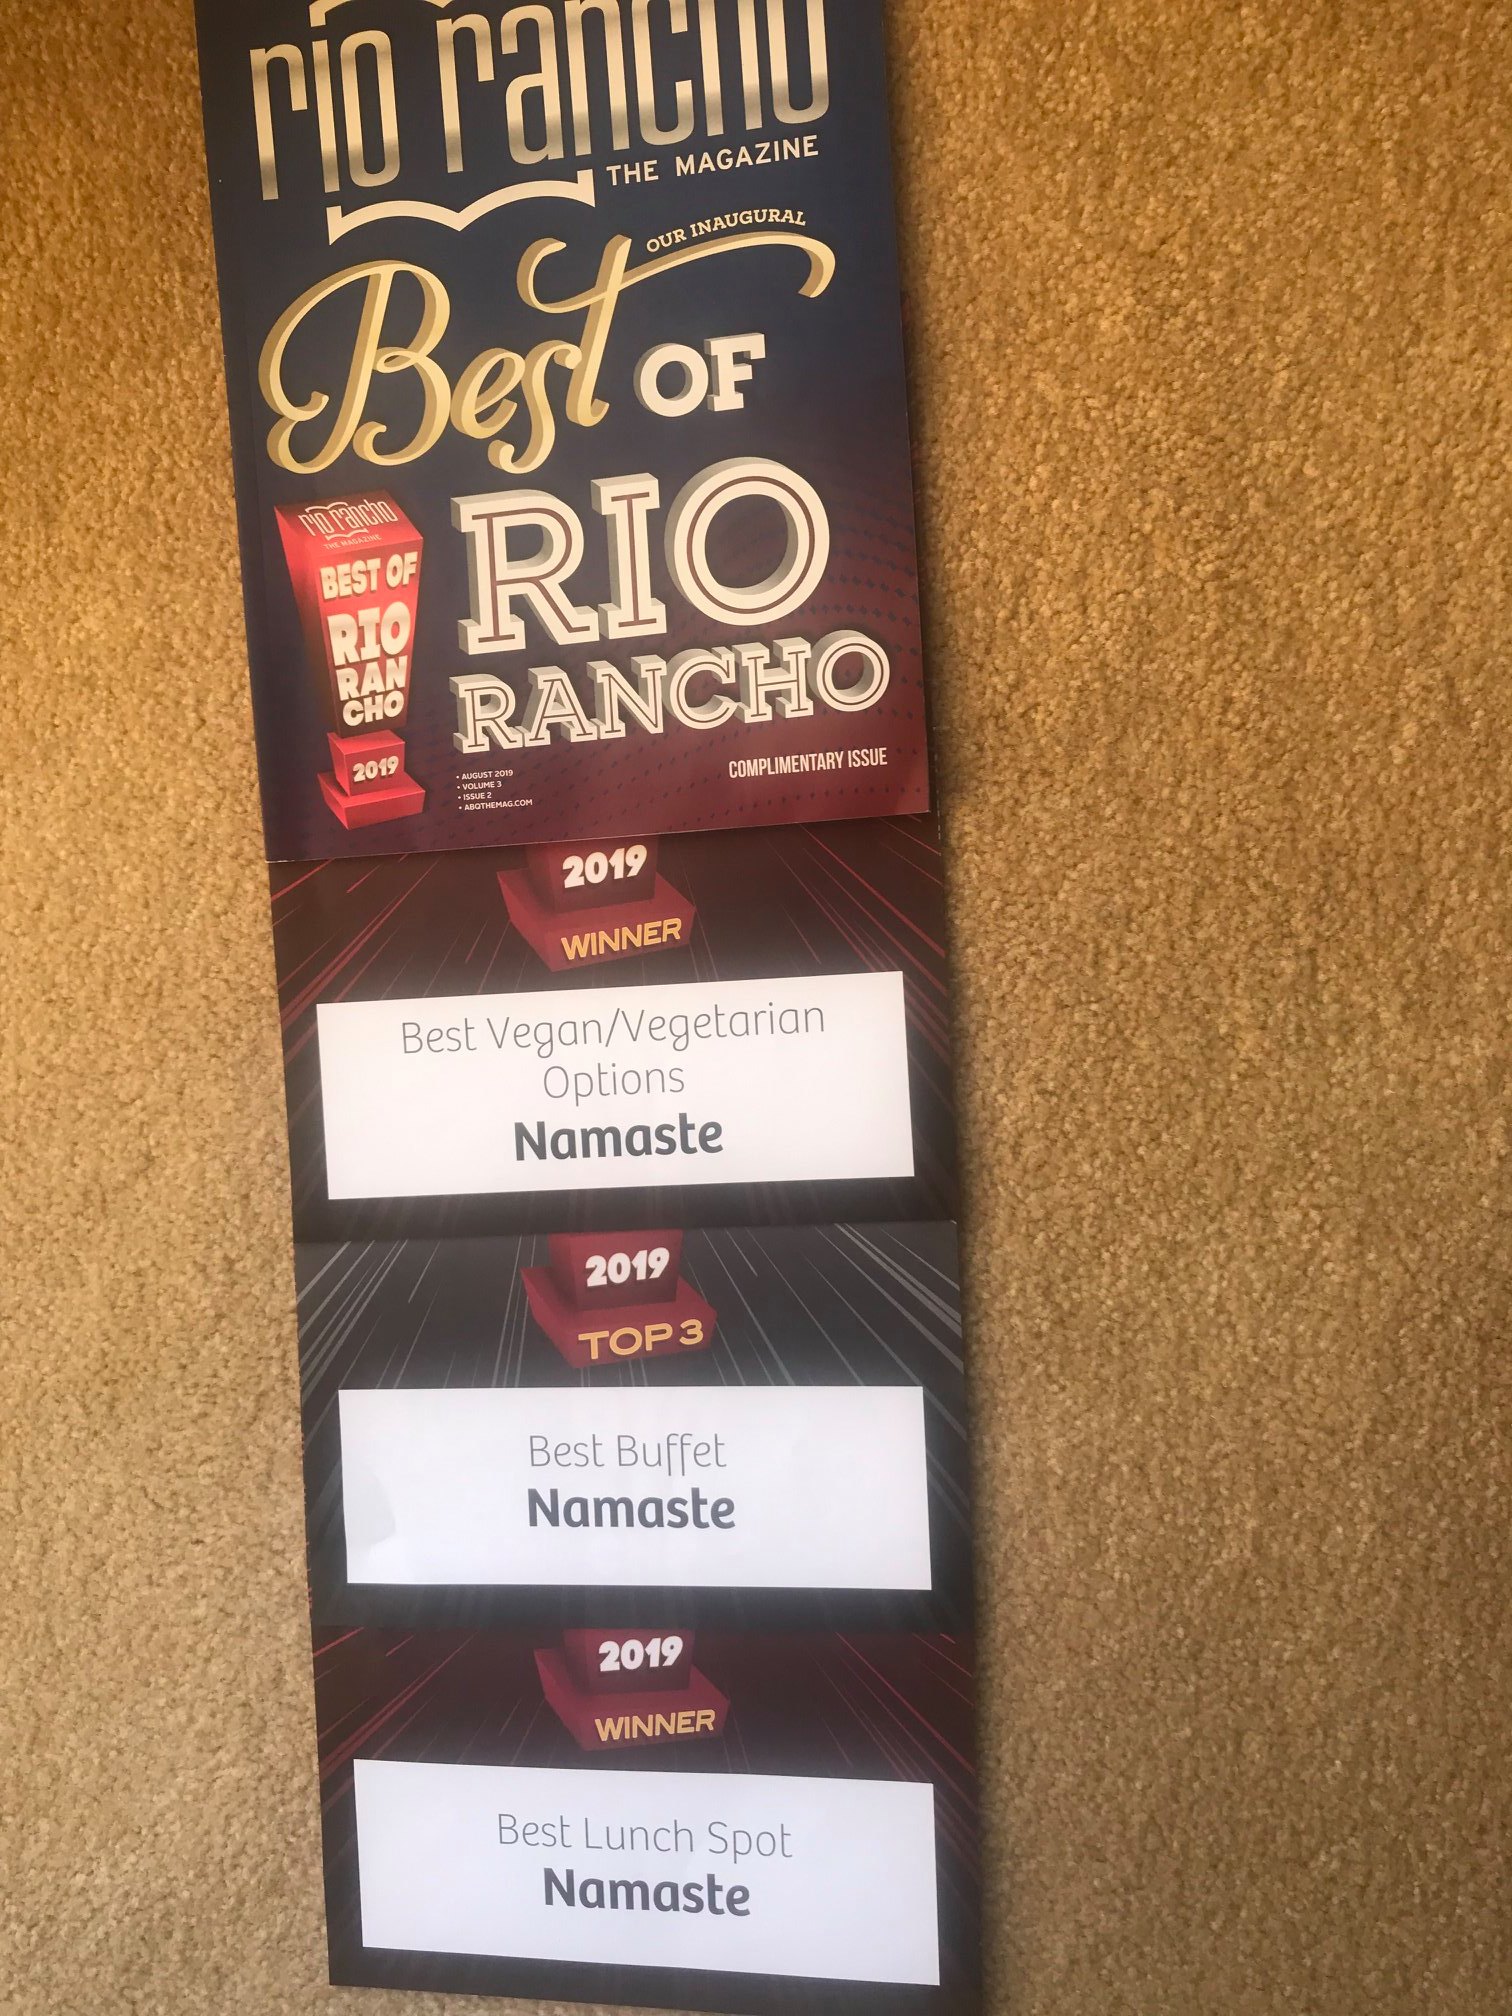 rio rancho
THE MAGAZINE
OUR INAUGURAL
Best OF
RIO
RANCHO
rio rancho
THE MAGAZINE
BEST OF
RIO
RAN
CHO
2019
• AUGUST 2019
• VOLUME 3
• ISSUE 2
• ABQTHEMAG.COM
COMPLIMENTARY ISSUE
2019
WINNER
Best Vegan/Vegetarian
Options
Namaste
2019
TOP 3
Best Buffet
Namaste
2019
WINNER
Best Lunch Spot
Namaste